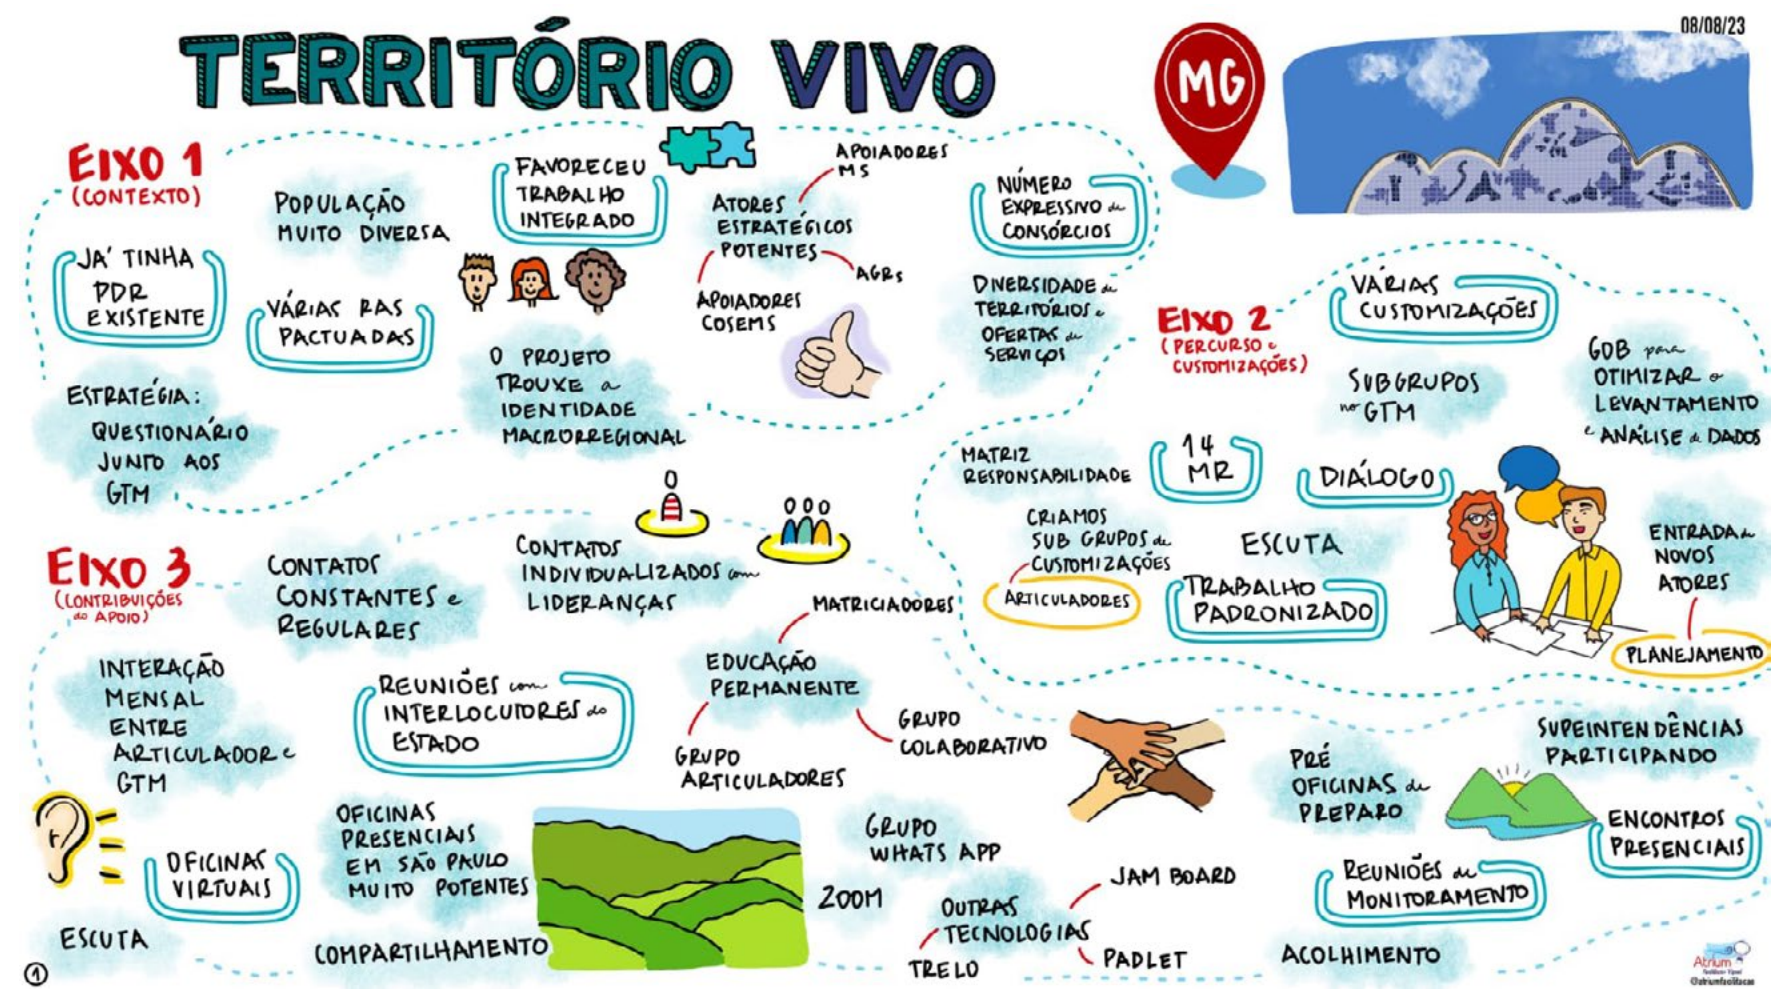 08/08/23
TERRITÓRIO VIVO
MG
EIXO 1
(CONTEXTO)
JA' TINHA
PDR
EXISTENTE
POPULAÇÃO
MUITO DIVERSA
VÁRIAS RAS
PACTUADAS
FAVORECEU
TRABALHO
INTEGRADO
ATORES
ESTRATÉGICOS
POTENTES
APOIADORES
MS
AGRs
APOIADORES
COSEMS
NÚMERO
EXPRESSIVO de
CONSÓRCIOS
DIVERSIDADE de
TERRITÓRIOS e
OFERTAS de
SERVIÇOS
ESTRATÉGIA:
QUESTIONÁRIO
JUNTO AOS
GTM
O PROJETO
TROUXE a
IDENTIDADE
MACRORREGIONAL
EIXO 2
(PERCURSO e
CUSTOMIZAÇÕES)
VÁRIAS
CUSTOMIZAÇÕES
SUBGRUPOS
no GTM
GDB para
OTIMIZAR o
LEVANTAMENTO
e ANÁLISE de DADOS
MATRIZ
RESPONSABILIDADE
14
MR
DIÁLOGO
CRIAMOS
SUB GRUPOS de
CUSTOMIZAÇÕES
ARTICULADORES
ESCUTA
TRABALHO
PADRONIZADO
ENTRADA de
NOVOS
ATORES
PLANEJAMENTO
EIXO 3
(CONTRIBUIÇÕES
do APOIO)
CONTATOS
CONSTANTES e
REGULARES
CONTATOS
INDIVIDUALIZADOS com
LIDERANÇAS
INTERAÇÃO
MENSAL
ENTRE
ARTICULADOR e
GTM
REUNIÕES com
INTERLOCUTORES do
ESTADO
EDUCAÇÃO
PERMANENTE
MATRICIADORES
GRUPO
COLABORATIVO
GRUPO
ARTICULADORES
OFICINAS
VIRTUAIS
OFICINAS
PRESENCIAIS
EM SÃO PAULO
MUITO POTENTES
ESCUTA
COMPARTILHAMENTO
GRUPO
WHATS APP
ZOOM
OUTRAS
TECNOLOGIAS
JAM BOARD
PADLET
TRELO
PRÉ
OFICINAS de
PREPARO
SUPEINTENDÊNCIAS
PARTICIPANDO
ENCONTROS
PRESENCIAIS
REUNIÕES de
MONITORAMENTO
ACOLHIMENTO
1
Atrium